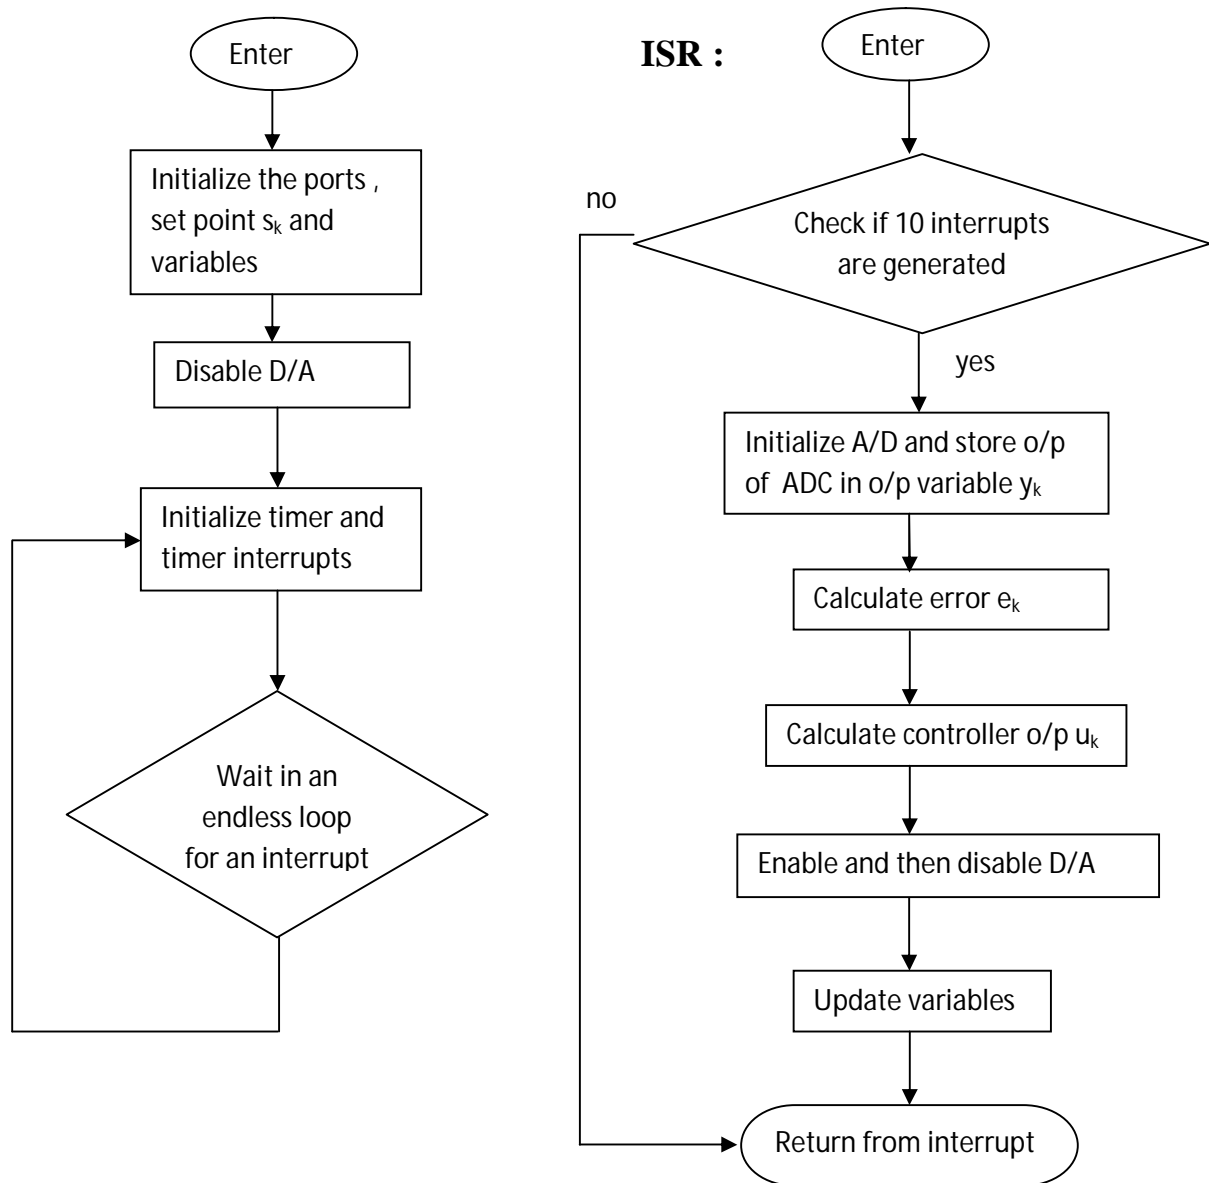 Enter
Initialize the ports ,
set point sk and
variables
Disable D/A
Initialize timer and
timer interrupts
Wait in an
endless loop
for an interrupt
ISR :
Enter
Check if 10 interrupts
are generated
no
yes
Initialize A/D and store o/p
of ADC in o/p variable yk
Calculate error ek
Calculate controller o/p uk
Enable and then disable D/A
Update variables
Return from interrupt